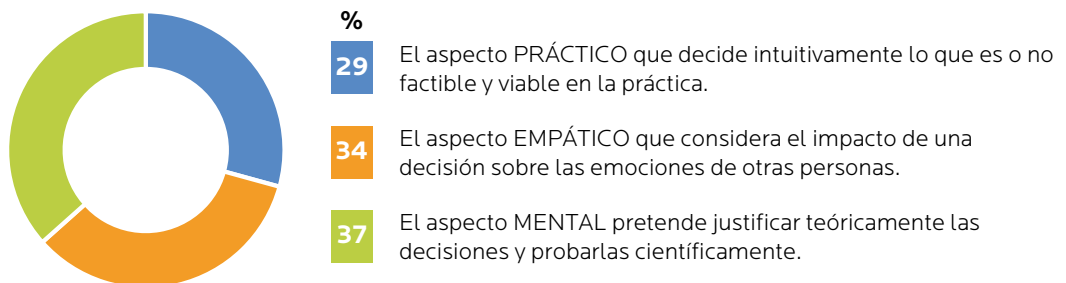 %
29
El aspecto PRÁCTICO que decide intuitivamente lo que es o no
factible y viable en la práctica.
34
El aspecto EMPÁTICO que considera el impacto de una
decisión sobre las emociones de otras personas.
37
El aspecto MENTAL pretende justificar teóricamente las
decisiones y probarlas científicamente.